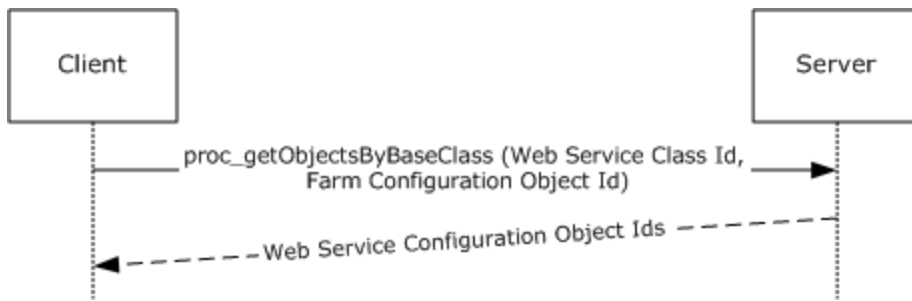 Client
Server
proc_getObjectsByBaseClass (Web Service Class Id,
Farm Configuration Object Id)
Web Service Configuration Object Ids